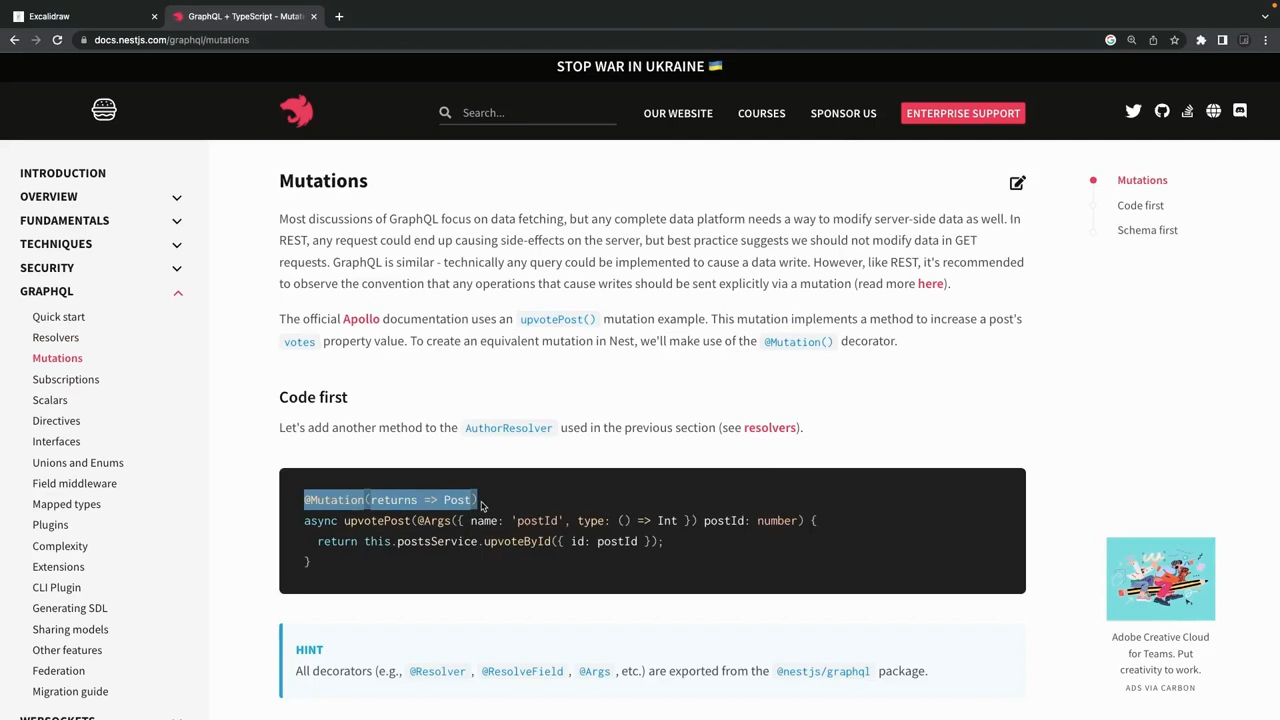 Excalidraw
GraphQL + TypeScript - Mutati
docs.nestjs.com/graphql/mutations
STOP WAR IN UKRAINE 🇺🇦
Search...
OUR WEBSITE
COURSES
SPONSOR US
ENTERPRISE SUPPORT
INTRODUCTION
OVERVIEW
FUNDAMENTALS
TECHNIQUES
SECURITY
GRAPHQL
Quick start
Resolvers
Mutations
Subscriptions
Scalars
Directives
Interfaces
Unions and Enums
Field middleware
Mapped types
Plugins
Complexity
Extensions
CLI Plugin
Generating SDL
Sharing models
Other features
Federation
Migration guide
WEBSOCKETS
Mutations
Most discussions of GraphQL focus on data fetching, but any complete data platform needs a way to modify server-side data as well. In
REST, any request could end up causing side-effects on the server, but best practice suggests we should not modify data in GET
requests. GraphQL is similar - technically any query could be implemented to cause a data write. However, like REST, it's recommended
to observe the convention that any operations that cause writes should be sent explicitly via a mutation (read more here).
The official Apollo documentation uses an upvotePost() mutation example. This mutation implements a method to increase a post's
votes property value. To create an equivalent mutation in Nest, we'll make use of the @Mutation() decorator.
Code first
Let's add another method to the AuthorResolver used in the previous section (see resolvers).
@Mutation(returns => Post)
async upvotePost(@Args({ name: 'postId', type: () => Int }) postId: number) {
return this.postsService.upvoteById({ id: postId });
}
HINT
All decorators (e.g., @Resolver, @ResolveField, @Args, etc.) are exported from the @nestjs/graphql package.
Mutations
Code first
Schema first
Adobe Creative Cloud
for Teams. Put
creativity to work.
ADS VIA CARBON